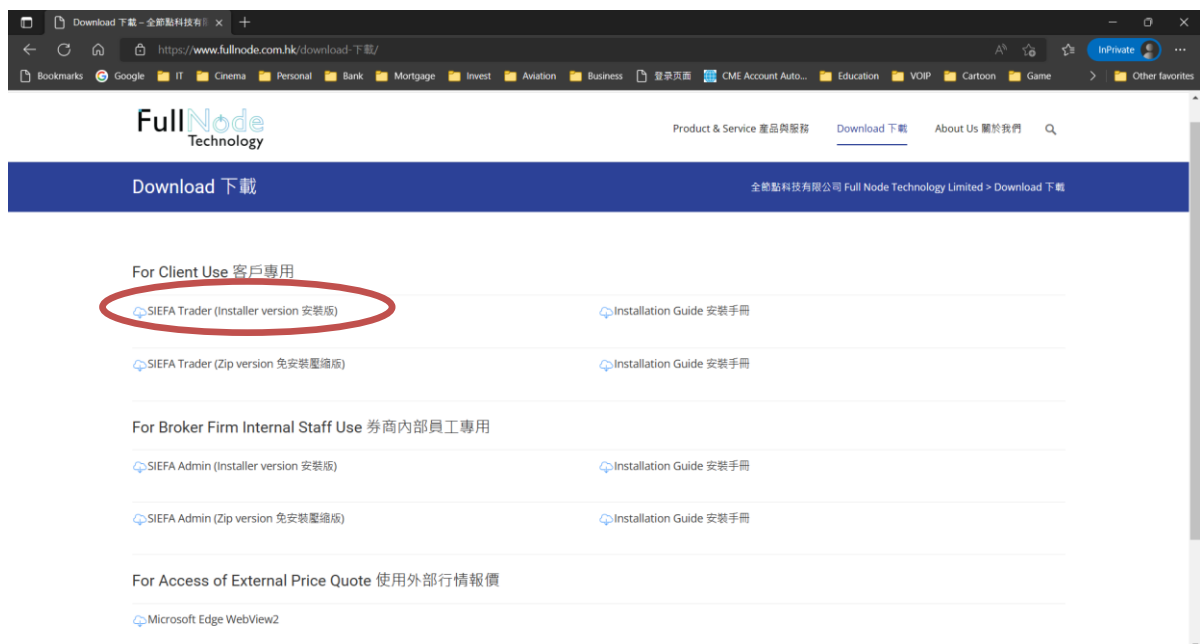 Download 下載 – 全節點科技有限
https://www.fullnode.com.hk/download-下載/
InPrivate
Bookmarks Google IT Cinema Personal Bank Mortgage Invest Aviation Business 登录页面 CME Account Auto... Education VOIP Cartoon Game Other favorites
FullNode
Technology
Product & Service 產品與服務 Download 下載 About Us 關於我們
Download 下載
全節點科技有限公司 Full Node Technology Limited > Download 下載
For Client Use 客戶專用
SIEFA Trader (Installer version 安裝版) Installation Guide 安裝手冊
SIEFA Trader (Zip version 免安裝壓縮版) Installation Guide 安裝手冊
For Broker Firm Internal Staff Use 券商內部員工專用
SIEFA Admin (Installer version 安裝版) Installation Guide 安裝手冊
SIEFA Admin (Zip version 免安裝壓縮版) Installation Guide 安裝手冊
For Access of External Price Quote 使用外部行情報價
Microsoft Edge WebView2